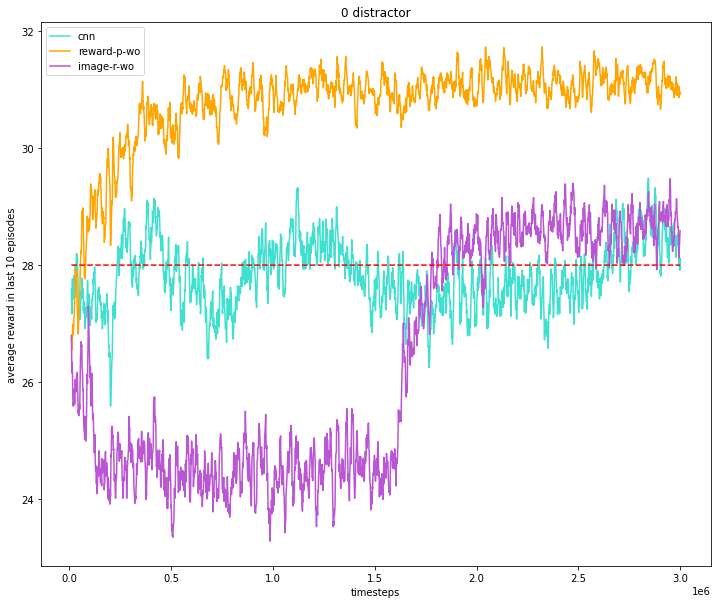 0 distractor
cnn
reward-p-wo
image-r-wo
average reward in last 10 episodes
32
30
28
26
24
0.0 0.5 1.0 1.5 2.0 2.5 3.0
1e6
timesteps